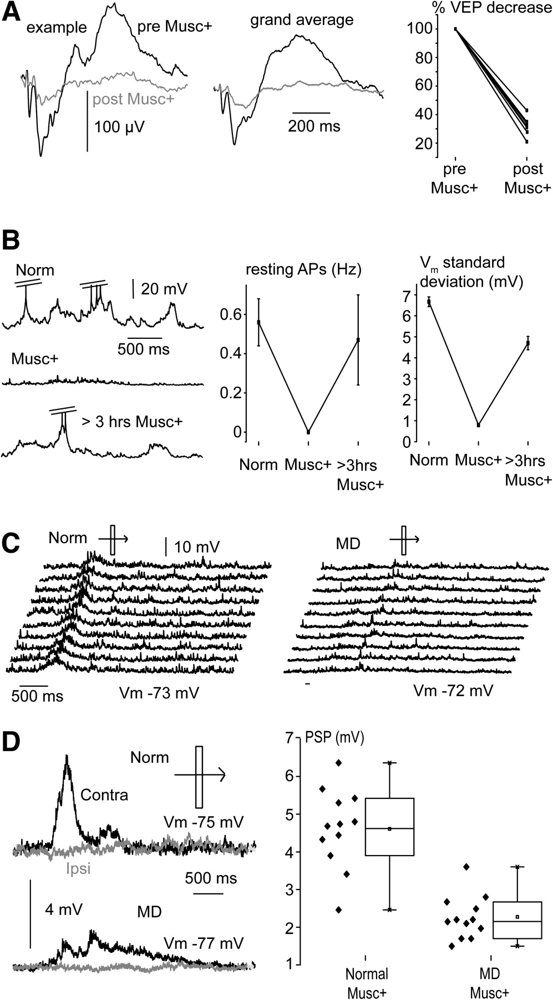 A
example
pre Musc+
post Musc+
100 µV
grand average
200 ms
% VEP decrease
100
80
60
40
20
pre
Musc+
post
Musc+
B
Norm
20 mV
500 ms
Musc+
> 3 hrs Musc+
resting APs (Hz)
0.6
0.4
0.2
0
Norm Musc+ >3hrs
Musc+
Vm standard
deviation (mV)
7
6
5
4
3
2
1
0
Norm Musc+ >3hrs
Musc+
C
Norm
10 mV
500 ms
Vm -73 mV
MD
Vm -72 mV
D
Norm
Contra
Vm -75 mV
Ipsi
500 ms
4 mV
MD
Vm -77 mV
PSP (mV)
7
6
5
4
3
2
1
Normal
Musc+
MD
Musc+